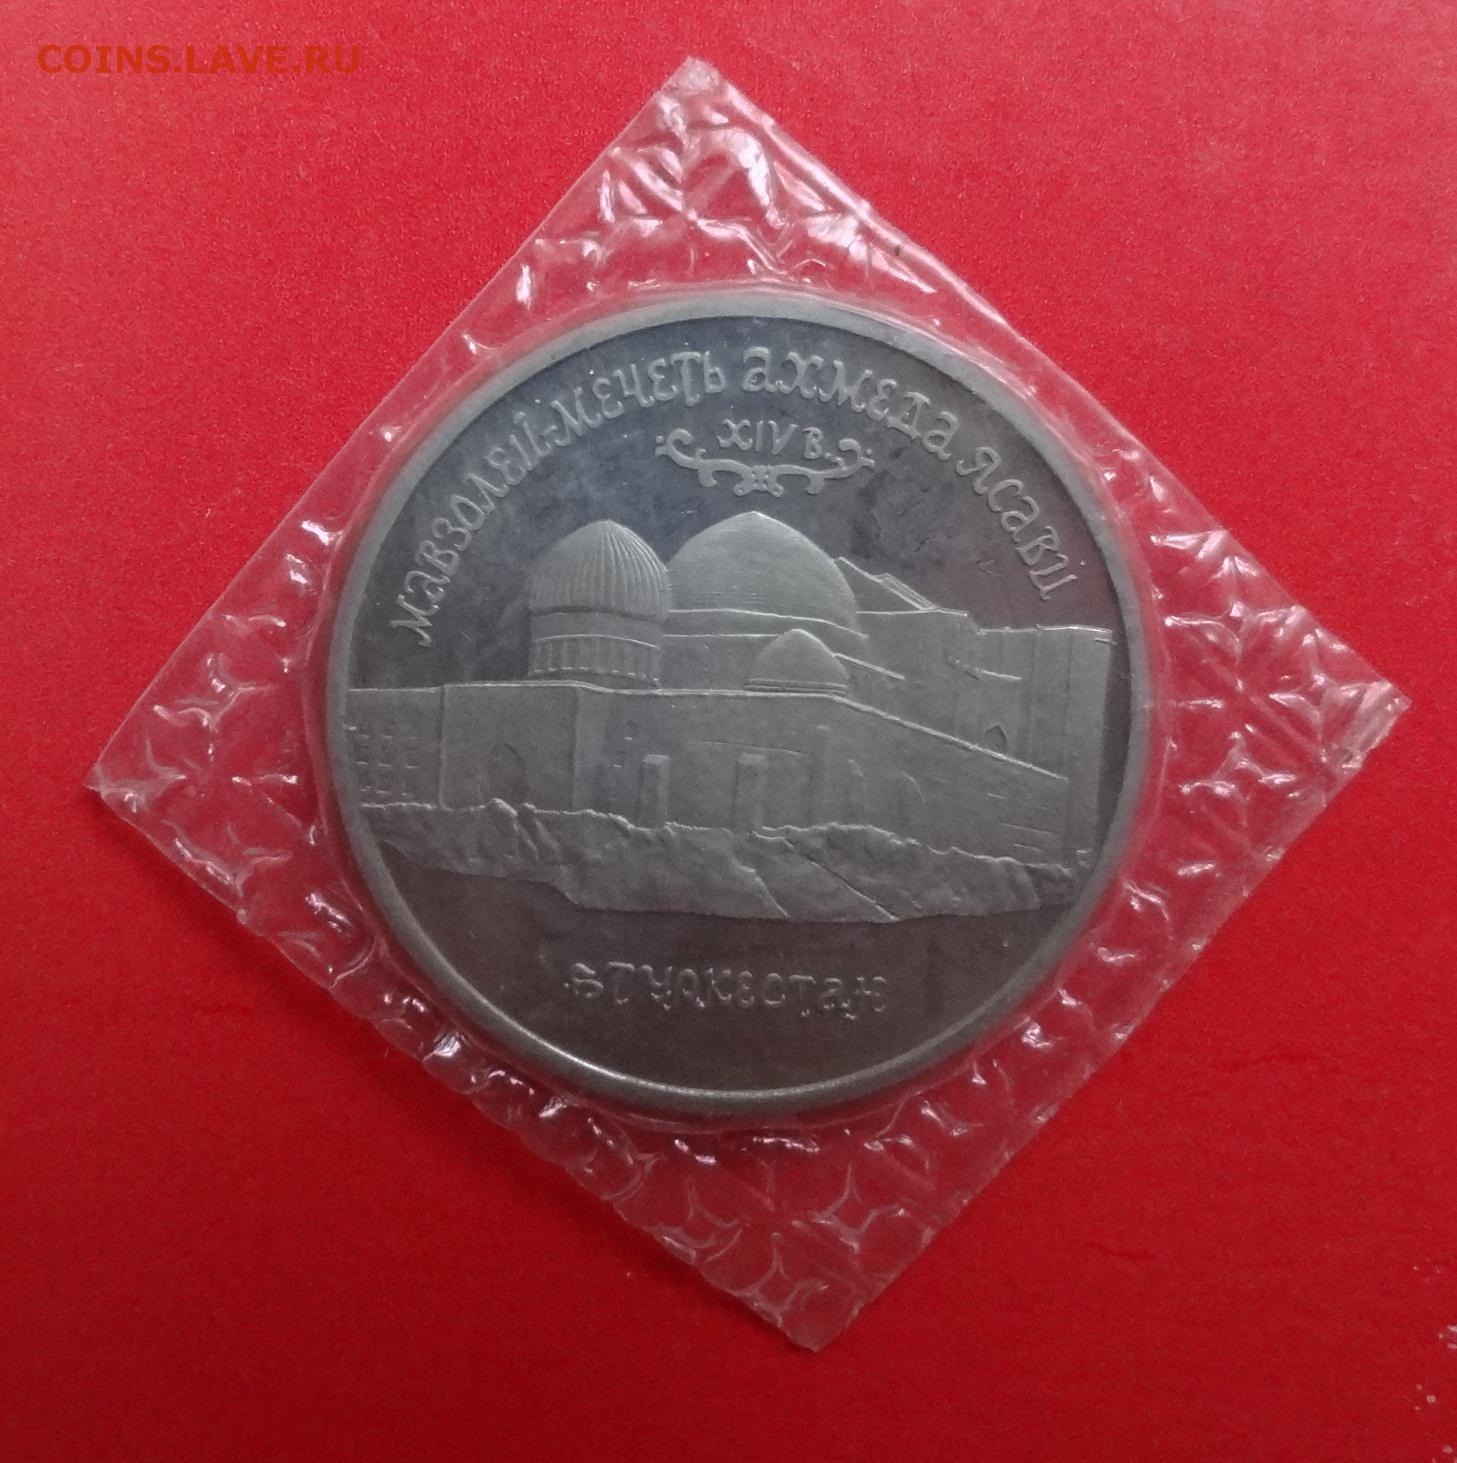 COINS.LAVE.RU
МАВЗОЛЕЙ-МЕЧЕТЬ АХМЕДА ЯСАВИ
XIV В.
Г. ТУРКЕСТАН